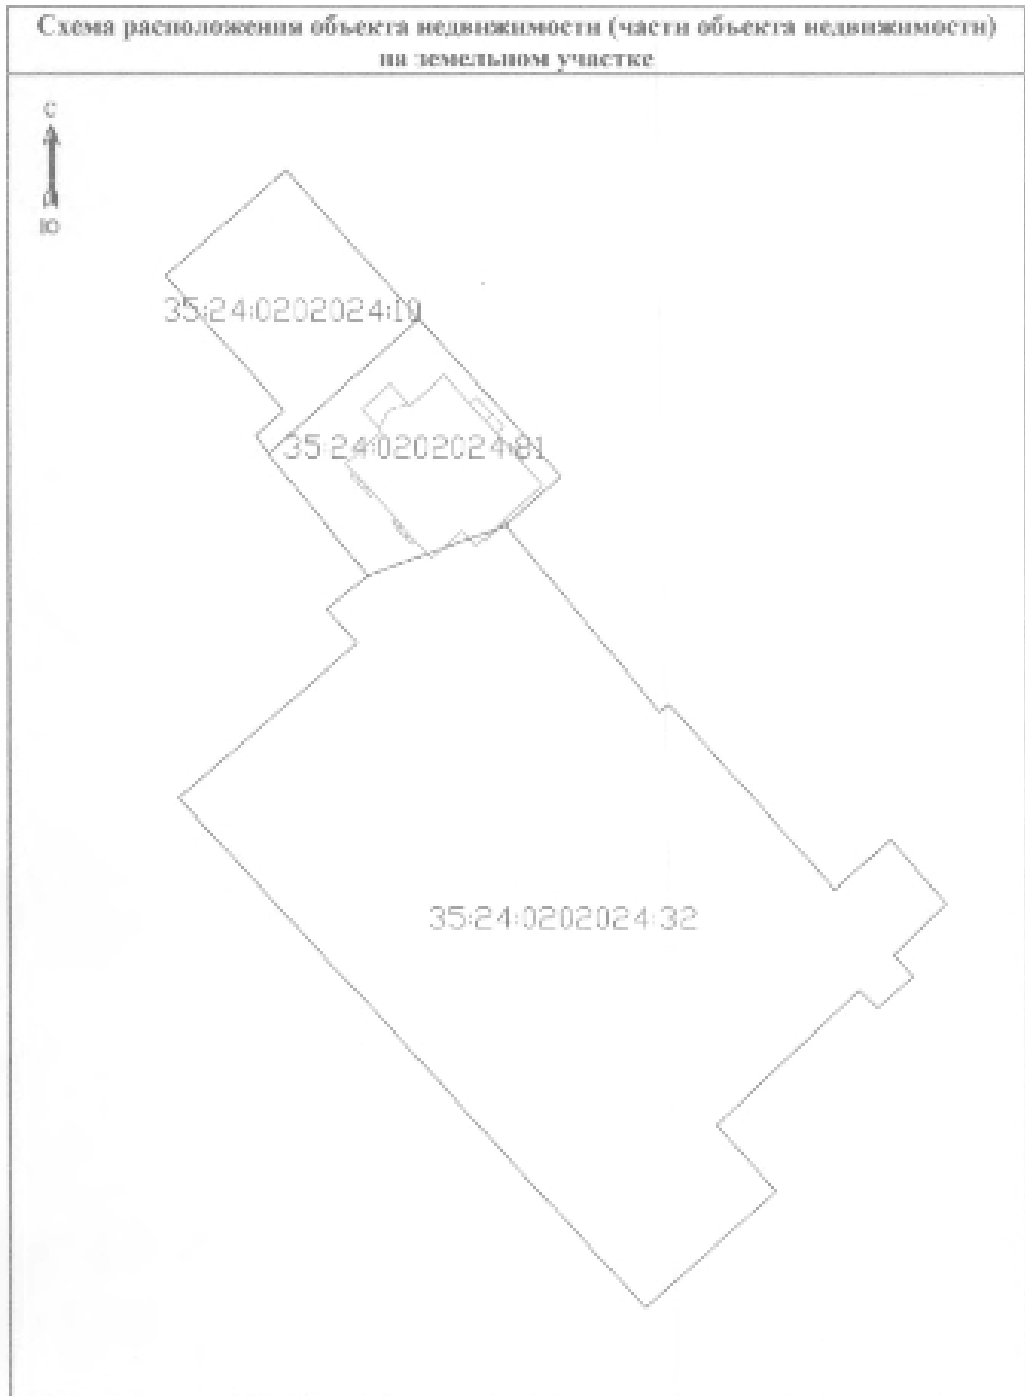 Схема расположения объекта недвижимости (части объекта недвижимости)
на земельном участке
С
Ю
35:24:0202024:10
35:24:0202024:81
35:24:0202024:32